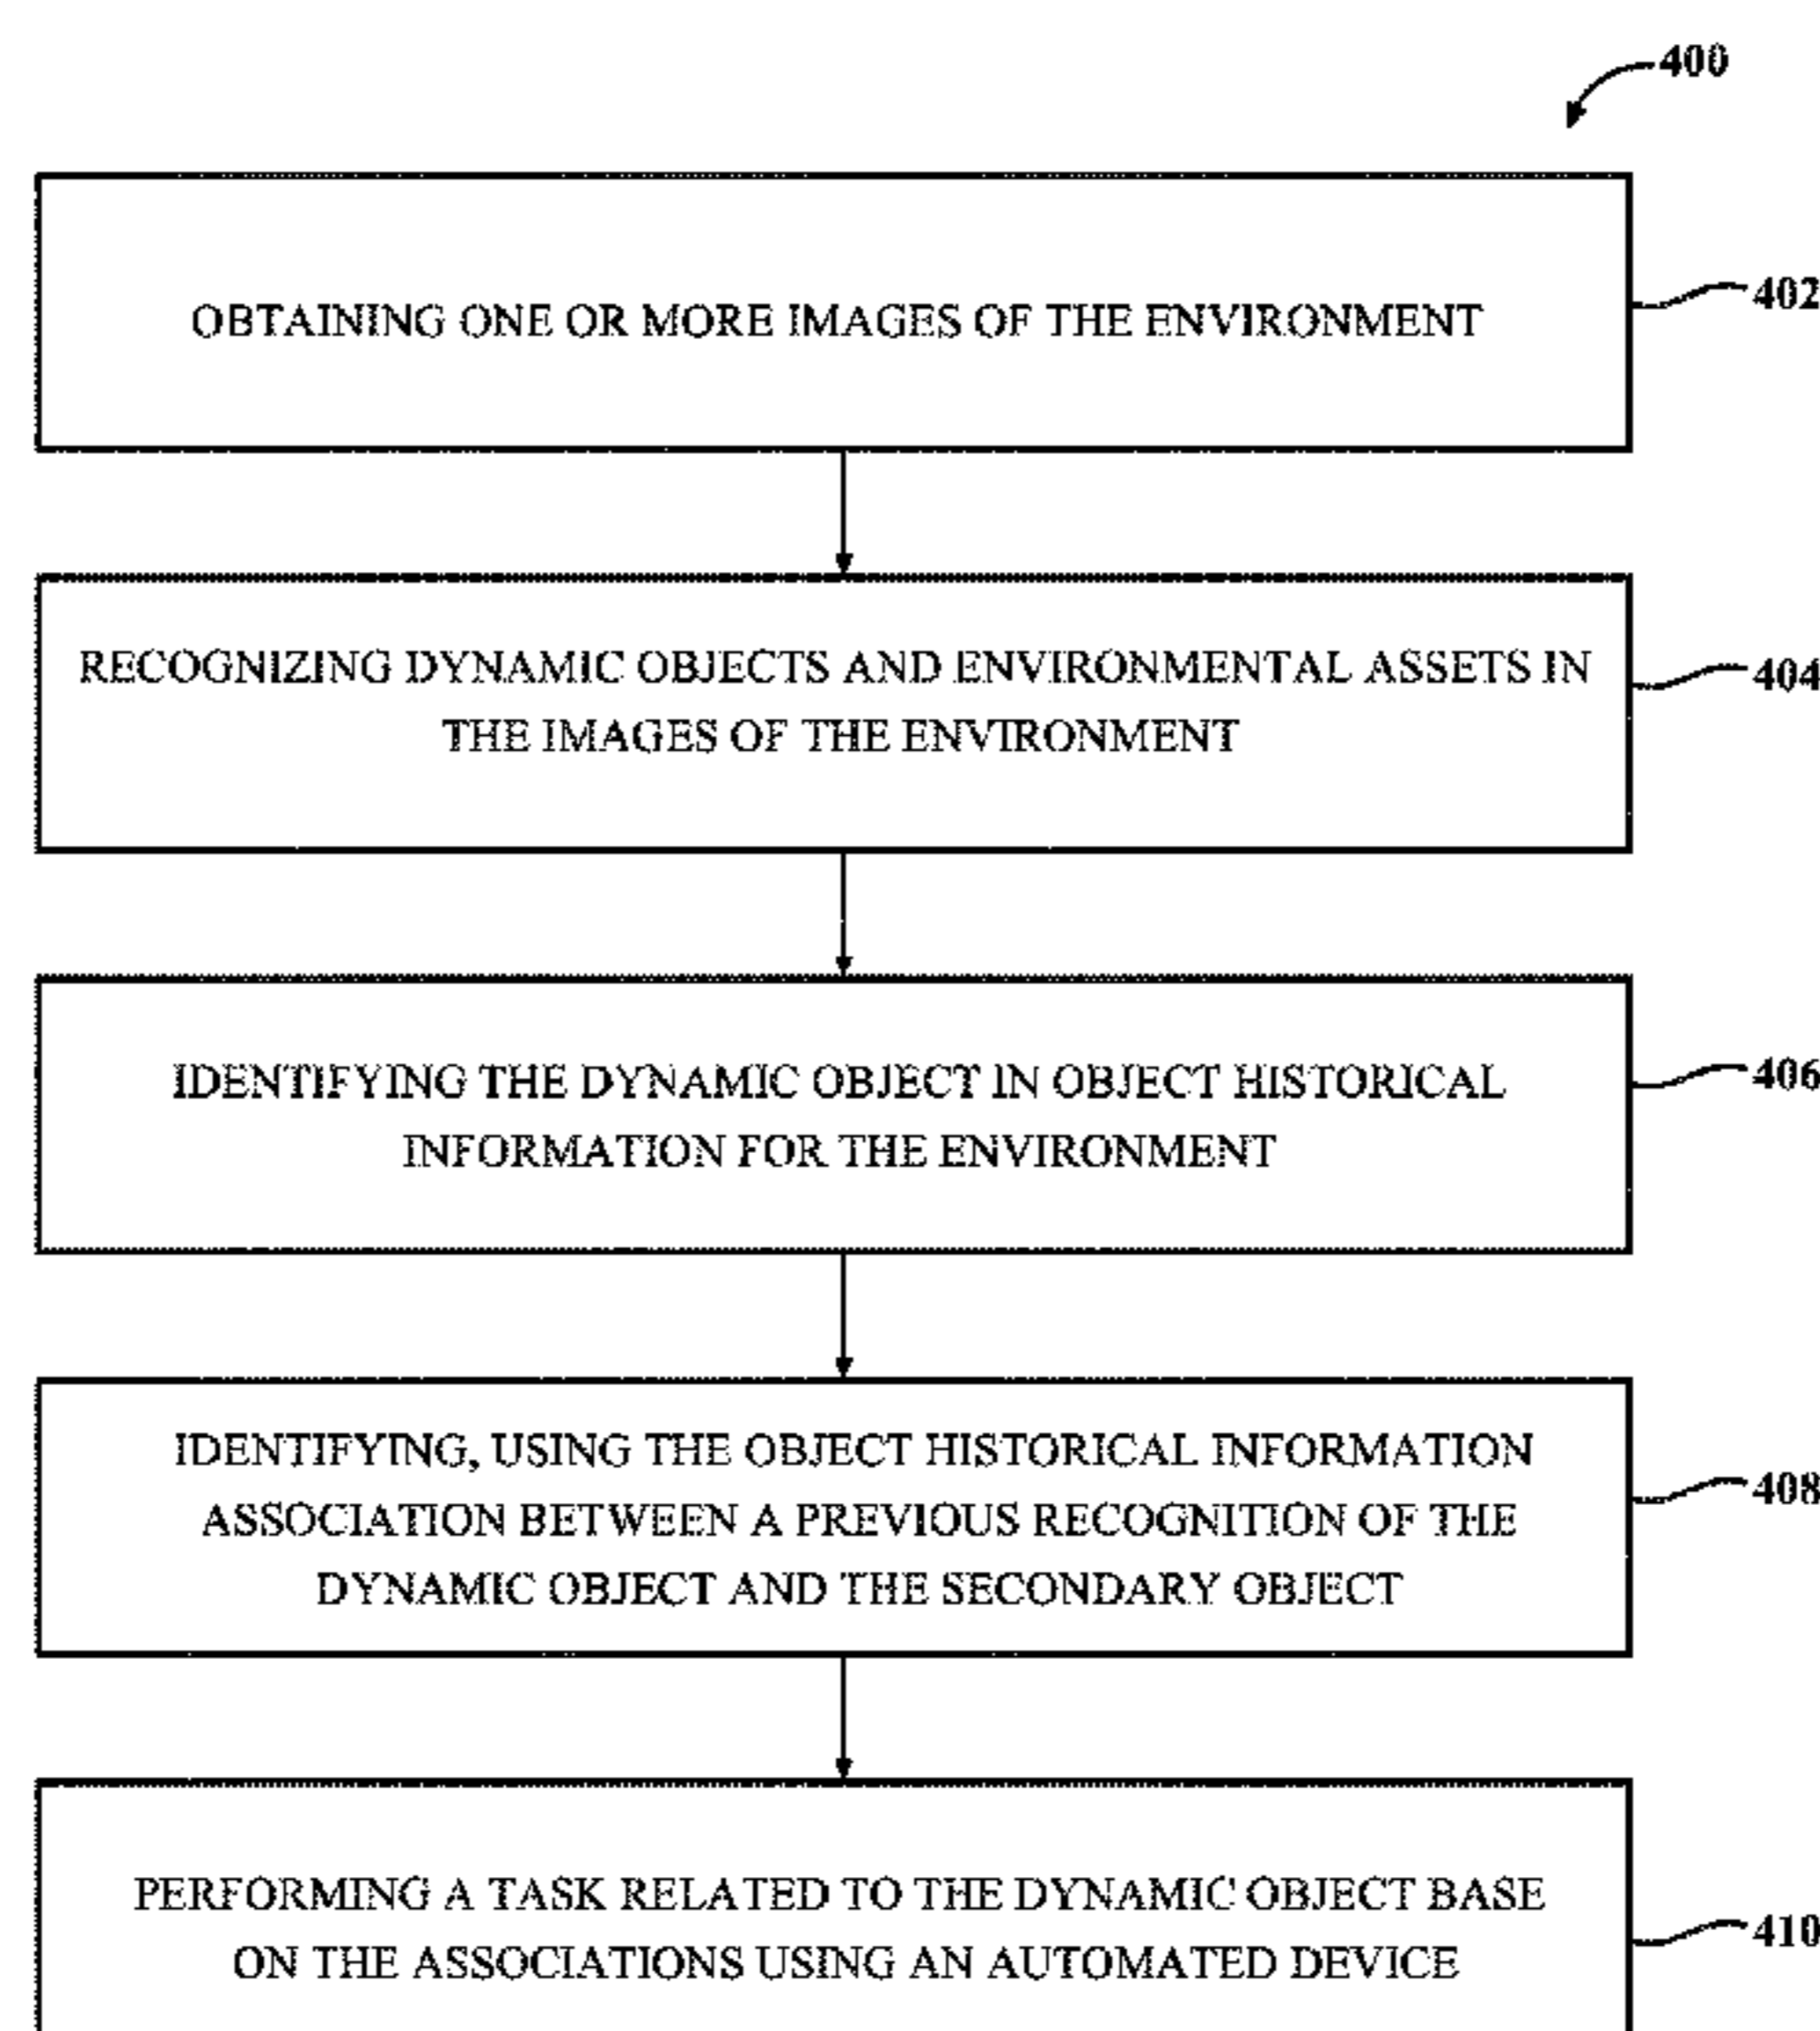 400
OBTAINING ONE OR MORE IMAGES OF THE ENVIRONMENT
402
RECOGNIZING DYNAMIC OBJECTS AND ENVIRONMENTAL ASSETS IN
THE IMAGES OF THE ENVIRONMENT
404
IDENTIFYING THE DYNAMIC OBJECT IN OBJECT HISTORICAL
INFORMATION FOR THE ENVIRONMENT
406
IDENTIFYING, USING THE OBJECT HISTORICAL INFORMATION
ASSOCIATION BETWEEN A PREVIOUS RECOGNITION OF THE
DYNAMIC OBJECT AND THE SECONDARY OBJECT
408
PERFORMING A TASK RELATED TO THE DYNAMIC OBJECT BASE
ON THE ASSOCIATIONS USING AN AUTOMATED DEVICE
410